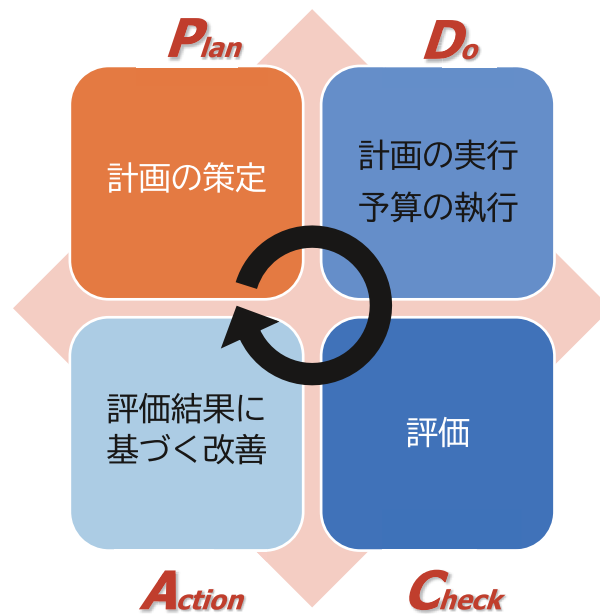 Plan
Do
計画の策定
計画の実行
予算の執行
評価結果に
基づく改善
評価
Action
Check